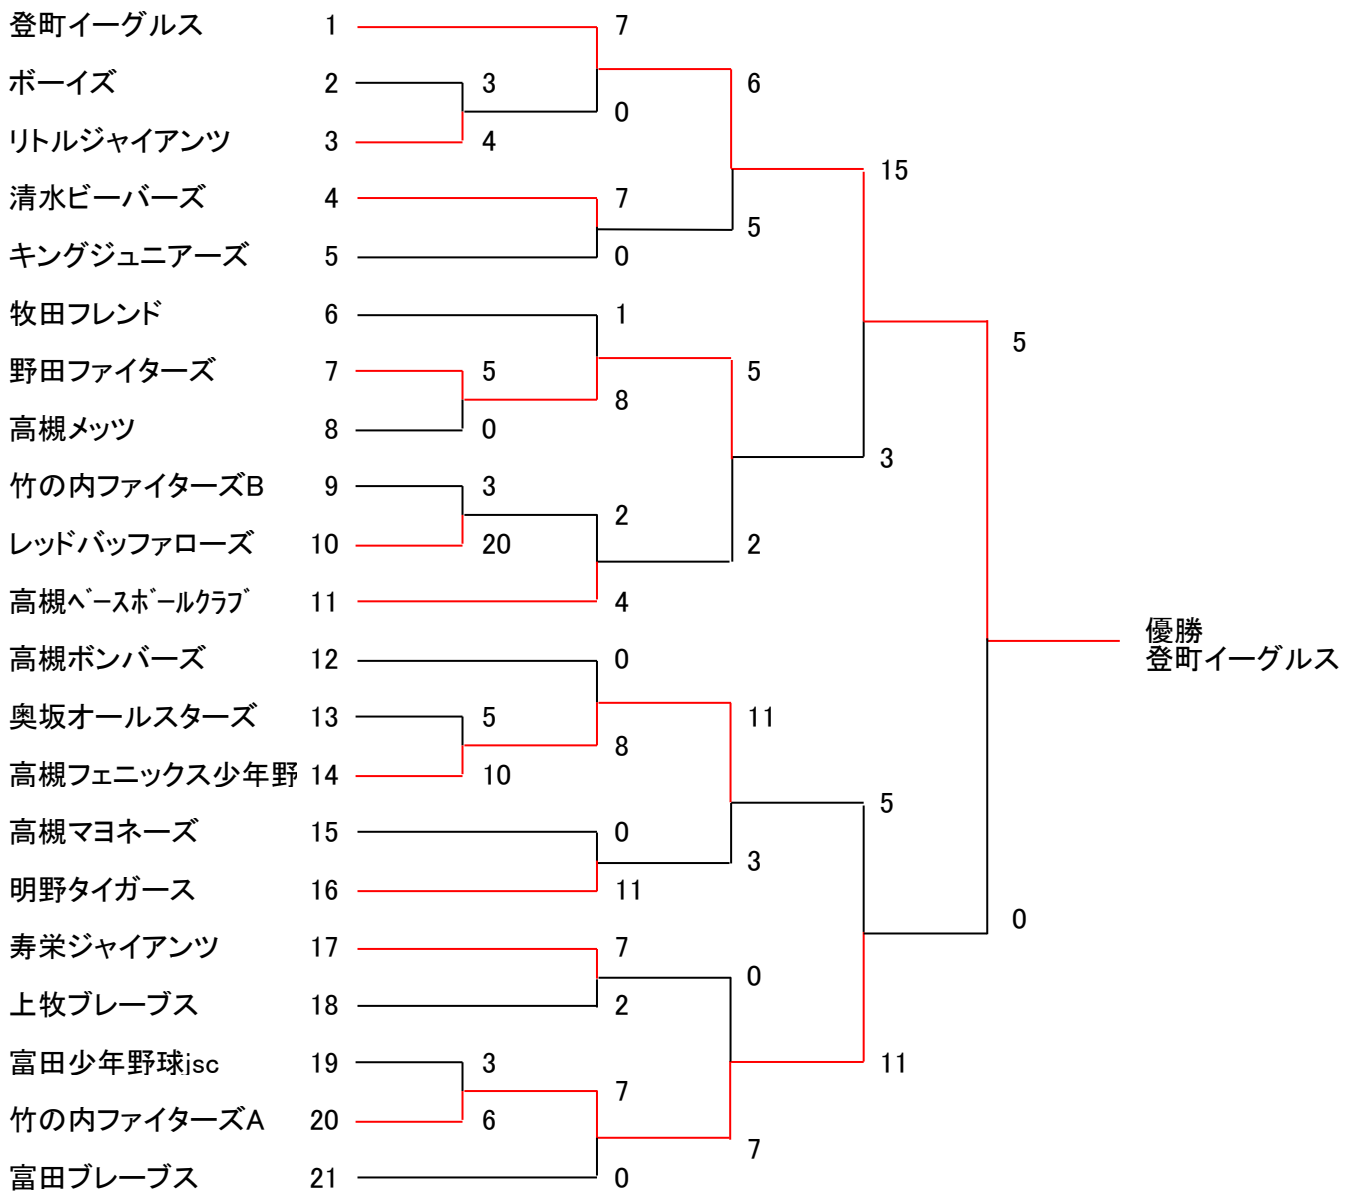 登町イーグルス 1 7
ボーイズ 2 3 6
0
リトルジャイアンツ 3 4
15
清水ビーバーズ 4 7
5
キングジュニアーズ 5 0
牧田フレンド 6 1
5
野田ファイターズ 7 5 5
8
高槻メッツ 8 0
3
竹の内ファイターズB 9 3
2
レッドバッファローズ 10 20 2
高槻ベースボールクラブ 11 4
優勝
登町イーグルス
高槻ボンバーズ 12 0
奥坂オールスターズ 13 5 11
8
高槻フェニックス少年野 14 10
5
高槻マヨネーズ 15 0
3
明野タイガース 16 11
0
寿栄ジャイアンツ 17 7
0
上牧ブレーブス 18 2
富田少年野球jsc 19 3 11
7
竹の内ファイターズA 20 6
7
富田ブレーブス 21 0